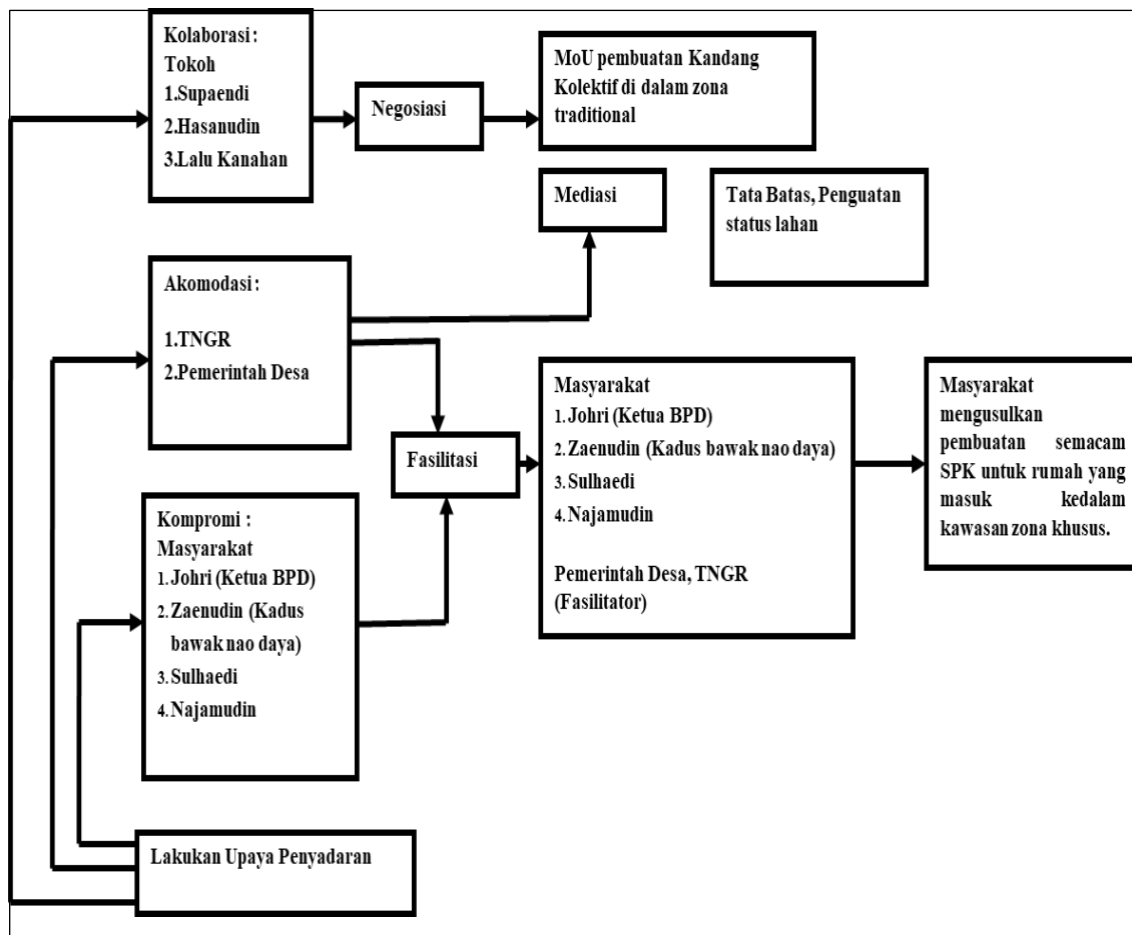 Kolaborasi :
Tokoh
1.Supaendi
2.Hasanudin
3.Lalu Kanahan
Negosiasi
MoU pembuatan Kandang
Kolektif di dalam zona
traditional
Mediasi
Tata Batas, Penguatan
status lahan
Akomodasi :
1.TNGR
2.Pemerintah Desa
Fasilitasi
Masyarakat
1. Johri (Ketua BPD)
2. Zaenudin (Kadus bawak nao daya)
3. Sulhaedi
4. Najamudin
Pemerintah Desa, TNGR
(Fasilitator)
Masyarakat
mengusulkan
pembuatan semacam
SPK untuk rumah yang
masuk kedalam
kawasan zona khusus.
Kompromi :
Masyarakat
1. Johri (Ketua BPD)
2. Zaenudin (Kadus
bawak nao daya)
3. Sulhaedi
4. Najamudin
Lakukan Upaya Penyadaran